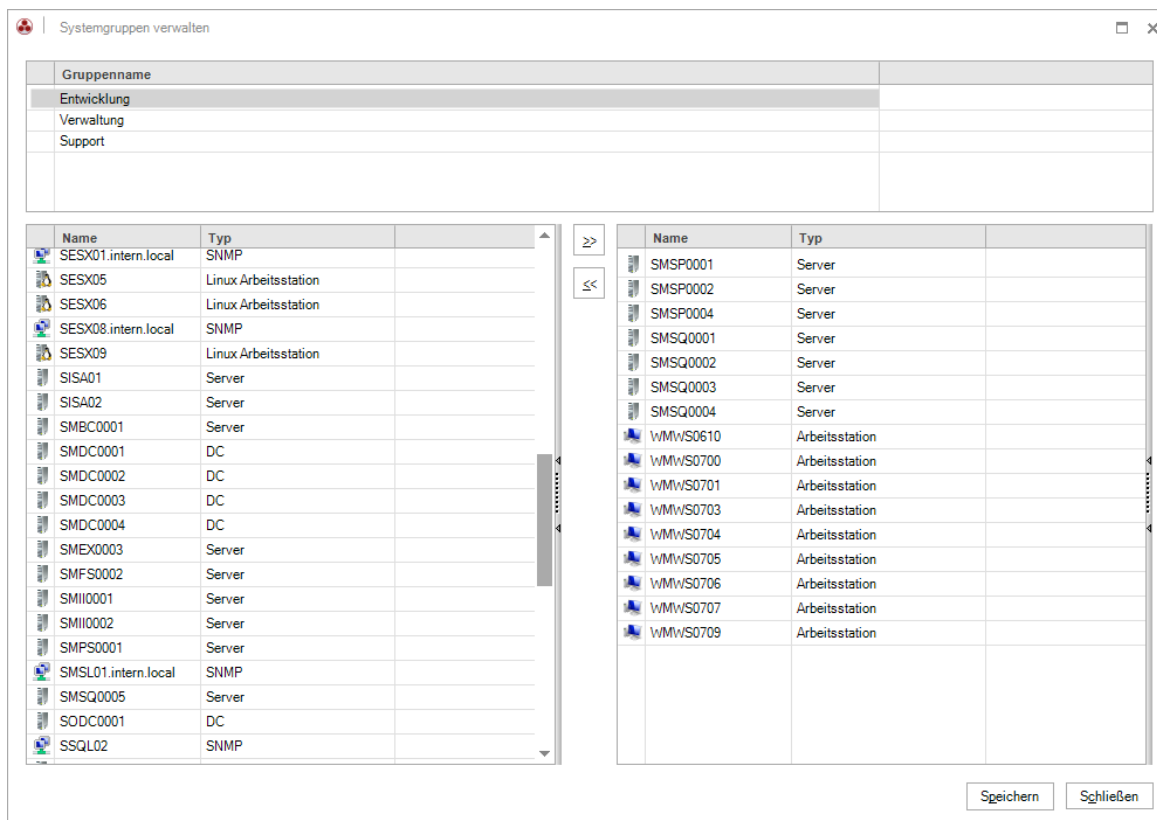 Systemgruppen verwalten
Gruppenname
Entwicklung
Verwaltung
Support
Name Typ
SESX01.intern.local SNMP
SESX05 Linux Arbeitsstation
SESX06 Linux Arbeitsstation
SESX08.intern.local SNMP
SESX09 Linux Arbeitsstation
SISA01 Server
SISA02 Server
SMBC0001 Server
SMDC0001 DC
SMDC0002 DC
SMDC0003 DC
SMDC0004 DC
SMEX0003 Server
SMFS0002 Server
SMII0001 Server
SMII0002 Server
SMPS0001 Server
SMSL01.intern.local SNMP
SMSQ0005 Server
SODC0001 DC
SSQL02 SNMP
>>
<<
Name Typ
SMSP0001 Server
SMSP0002 Server
SMSP0004 Server
SMSQ0001 Server
SMSQ0002 Server
SMSQ0003 Server
SMSQ0004 Server
WMWS0610 Arbeitsstation
WMWS0700 Arbeitsstation
WMWS0701 Arbeitsstation
WMWS0703 Arbeitsstation
WMWS0704 Arbeitsstation
WMWS0705 Arbeitsstation
WMWS0706 Arbeitsstation
WMWS0707 Arbeitsstation
WMWS0709 Arbeitsstation
Speichern Schließen